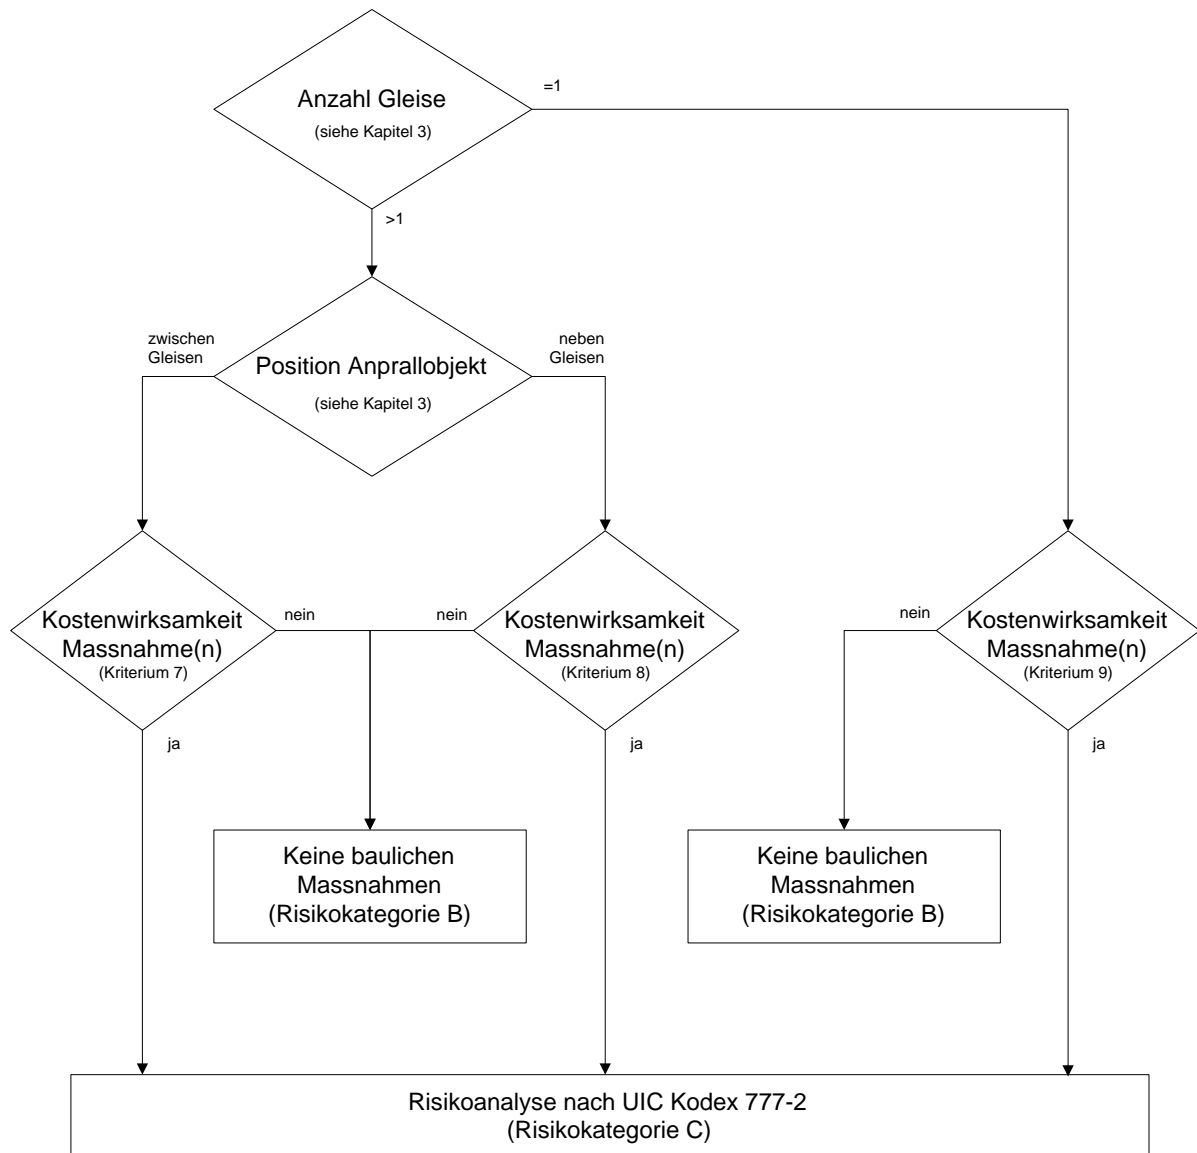 Anzahl Gleise
(siehe Kapitel 3)
=1
>1
zwischen
Gleisen
Position Anprallobjekt
(siehe Kapitel 3)
neben
Gleisen
Kostenwirksamkeit
Massnahme(n)
(Kriterium 7)
nein
ja
nein
Kostenwirksamkeit
Massnahme(n)
(Kriterium 8)
ja
nein
Kostenwirksamkeit
Massnahme(n)
(Kriterium 9)
ja
Keine baulichen
Massnahmen
(Risikokategorie B)
Keine baulichen
Massnahmen
(Risikokategorie B)
Risikoanalyse nach UIC Kodex 777-2
(Risikokategorie C)